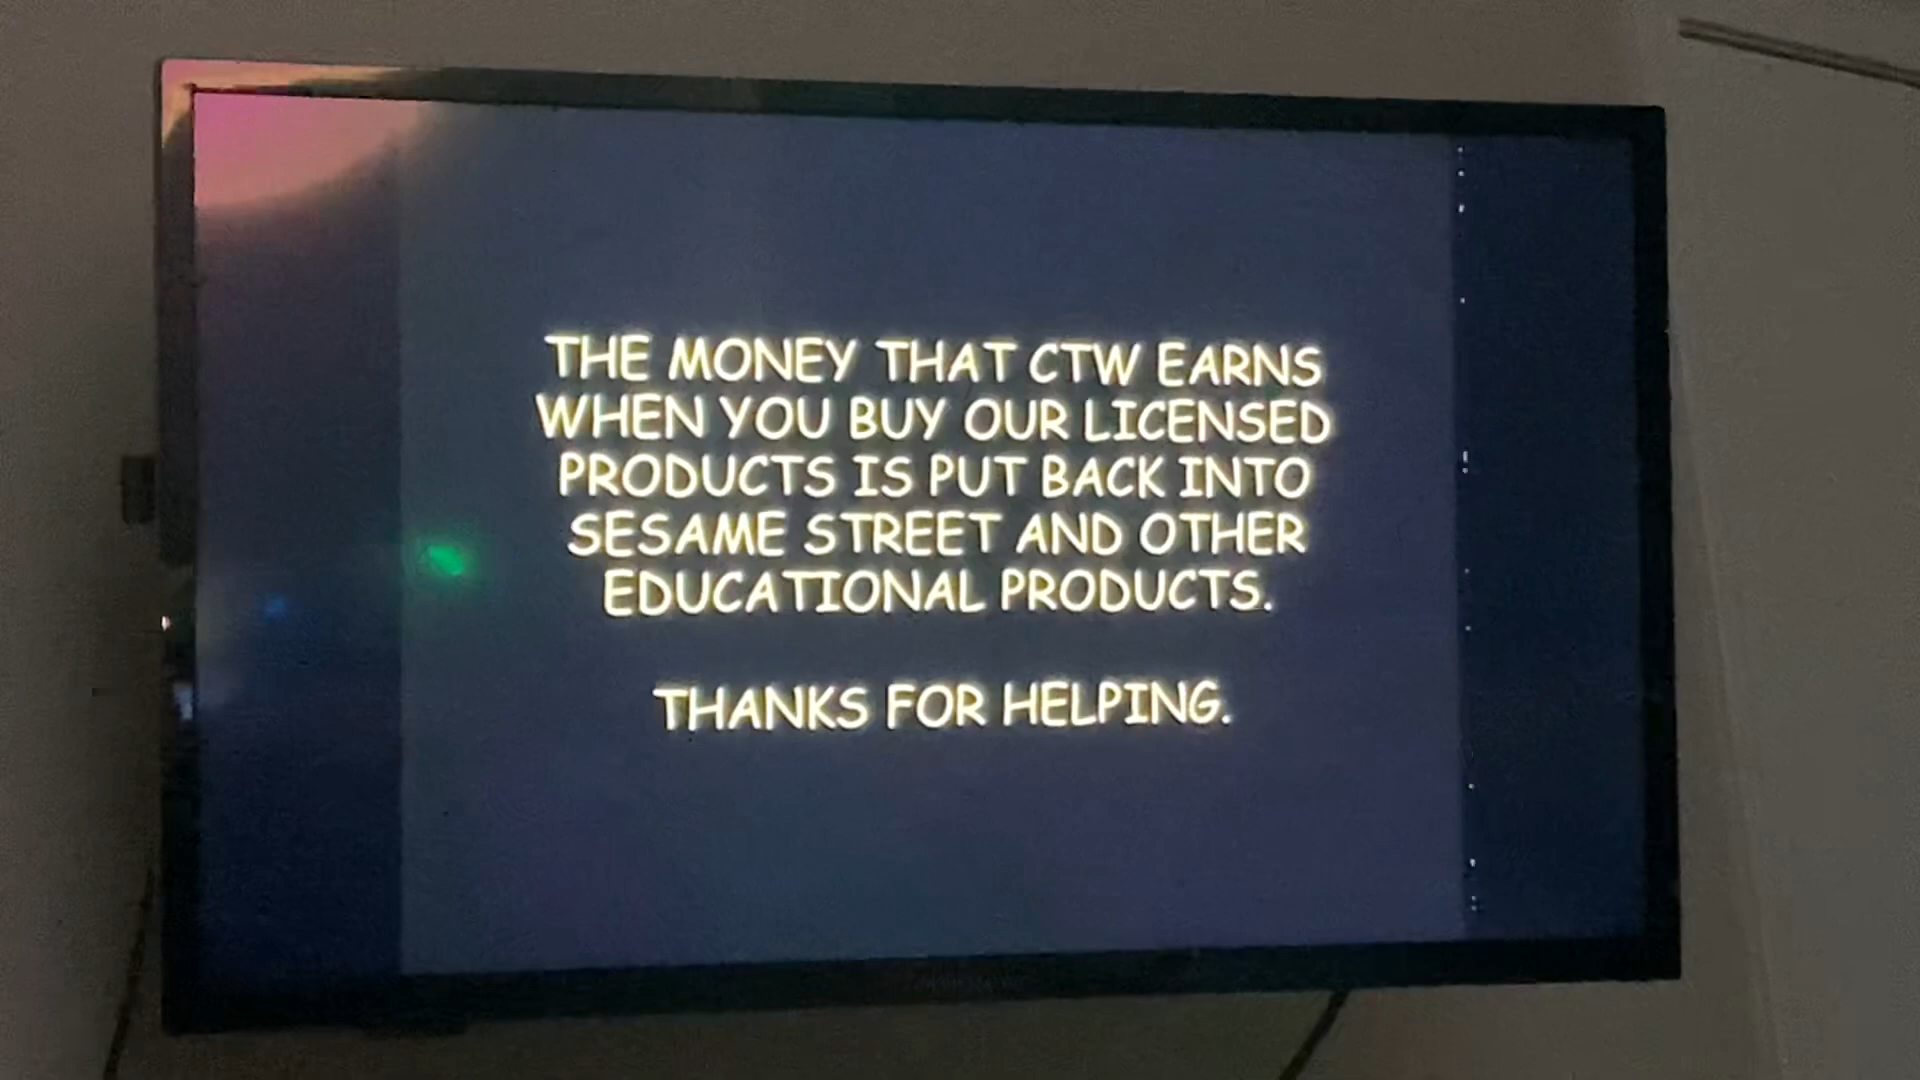 THE MONEY THAT CTW EARNS
WHEN YOU BUY OUR LICENSED
PRODUCTS IS PUT BACK INTO
SESAME STREET AND OTHER
EDUCATIONAL PRODUCTS.
THANKS FOR HELPING.